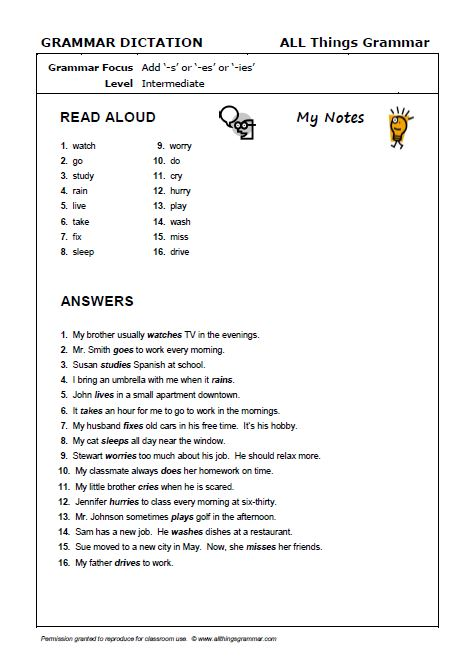 GRAMMAR DICTATION ALL Things Grammar
Grammar Focus Add ‘-s’ or ‘-es’ or ‘-ies’
Level Intermediate
READ ALOUD
My Notes
1. watch
2. go
3. study
4. rain
5. live
6. take
7. fix
8. sleep
9. worry
10. do
11. cry
12. hurry
13. play
14. wash
15. miss
16. drive
ANSWERS
1. My brother usually watches TV in the evenings.
2. Mr. Smith goes to work every morning.
3. Susan studies Spanish at school.
4. I bring an umbrella with me when it rains.
5. John lives in a small apartment downtown.
6. It takes an hour for me to go to work in the mornings.
7. My husband fixes old cars in his free time. It's his hobby.
8. My cat sleeps all day near the window.
9. Stewart worries too much about his job. He should relax more.
10. My classmate always does her homework on time.
11. My little brother cries when he is scared.
12. Jennifer hurries to class every morning at six-thirty.
13. Mr. Johnson sometimes plays golf in the afternoon.
14. Sam has a new job. He washes dishes at a restaurant.
15. Sue moved to a new city in May. Now, she misses her friends.
16. My father drives to work.
Permission granted to reproduce for classroom use. © www.allthingsgrammar.com